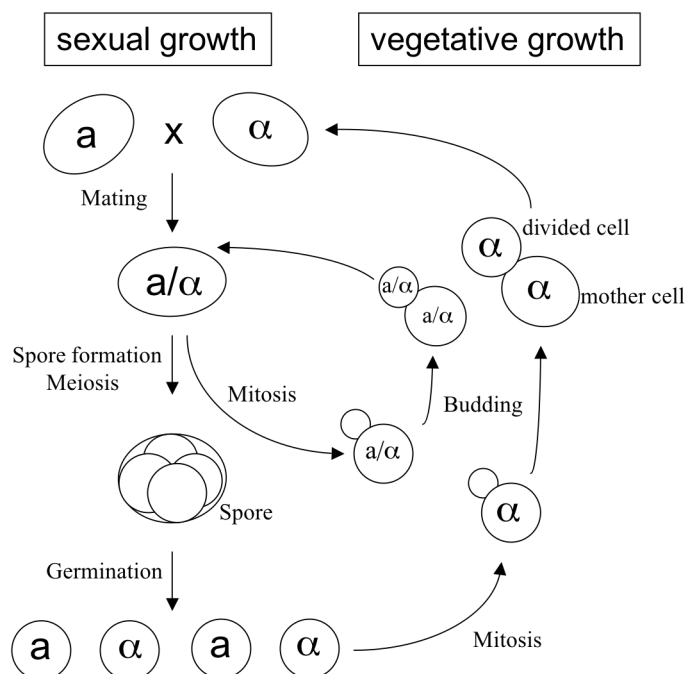 sexual growth
vegetative growth
a x α
Mating
divided cell
α
α
mother cell
a/α
a/α
a/α
Spore formation
Meiosis
Mitosis
Budding
a/α
α
Spore
Germination
a α a α
Mitosis